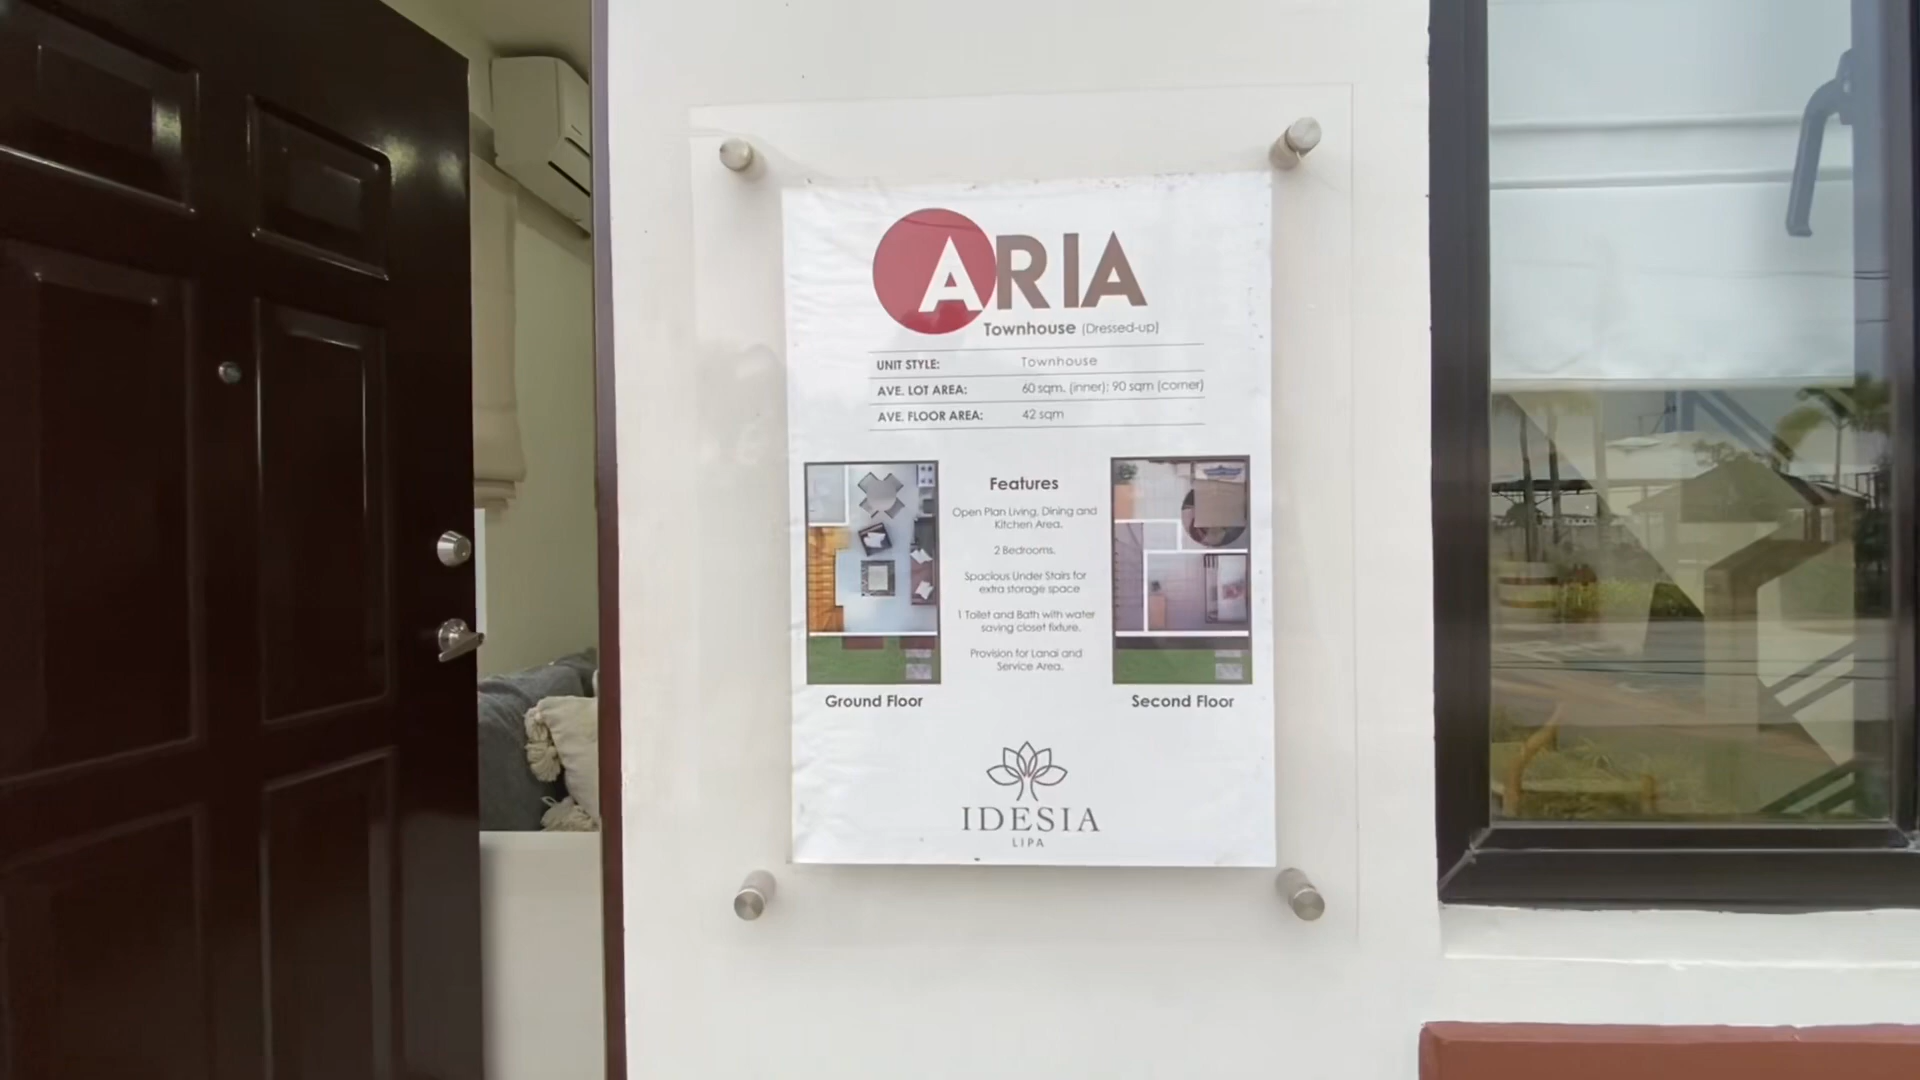 ARIA
Townhouse (Dressed-up)
UNIT STYLE: Townhouse
AVE. LOT AREA: 60 sqm. (inner); 90 sqm (corner)
AVE. FLOOR AREA: 42 sqm
Features
Open Plan Living, Dining and
Kitchen Area.
2 Bedrooms.
Spacious Under Stairs for
extra storage space
1 Toilet and Bath with water
saving closet fixture.
Provision for Lanai and
Service Area.
Ground Floor
Second Floor
IDESIA
LIPA